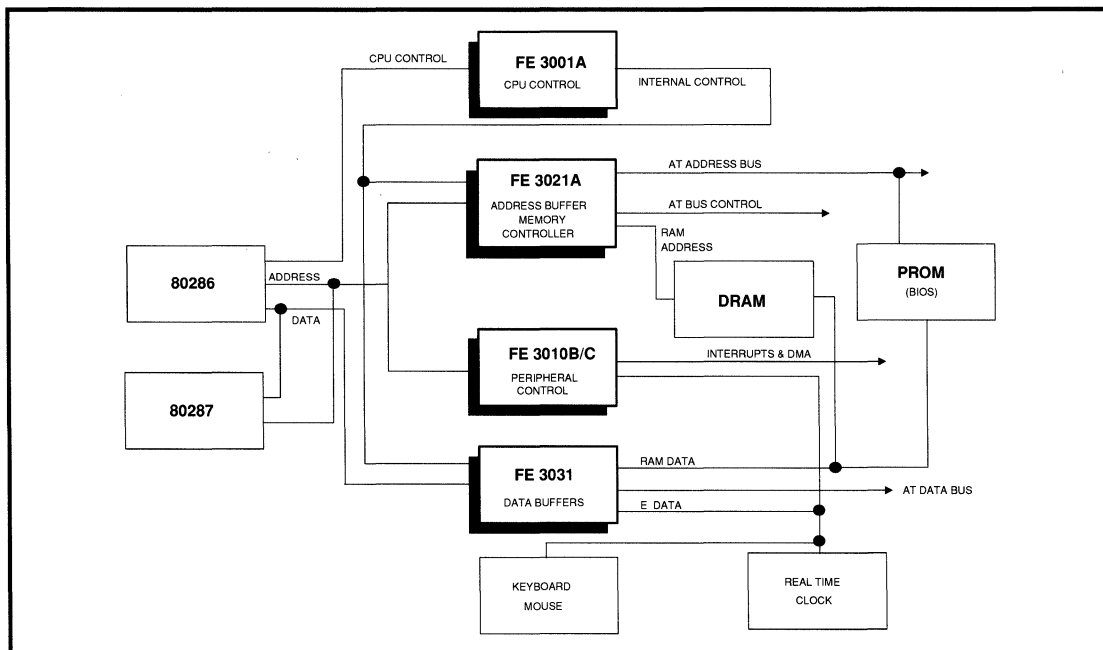 CPU CONTROL
FE 3001A
CPU CONTROL
INTERNAL CONTROL
FE 3021A
ADDRESS BUFFER
MEMORY
CONTROLLER
AT ADDRESS BUS
AT BUS CONTROL
RAM
ADDRESS
80286
ADDRESS
DATA
DRAM
PROM
(BIOS)
FE 3010B/C
PERIPHERAL
CONTROL
INTERRUPTS & DMA
80287
FE 3031
DATA BUFFERS
RAM DATA
AT DATA BUS
E DATA
KEYBOARD
MOUSE
REAL TIME
CLOCK